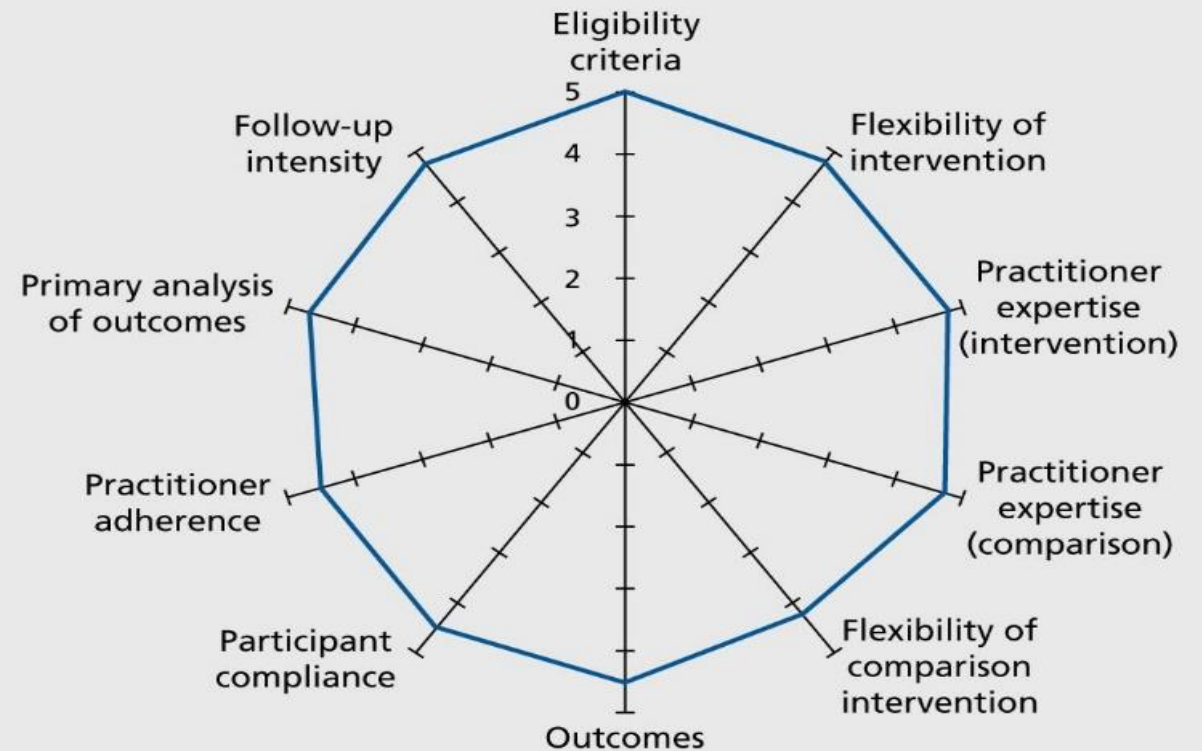 Eligibility
criteria
5
4
3
2
1
0
Flexibility of
intervention
Practitioner
expertise
(intervention)
Practitioner
expertise
(comparison)
Flexibility of
comparison
intervention
Outcomes
Participant
compliance
Practitioner
adherence
Primary analysis
of outcomes
Follow-up
intensity